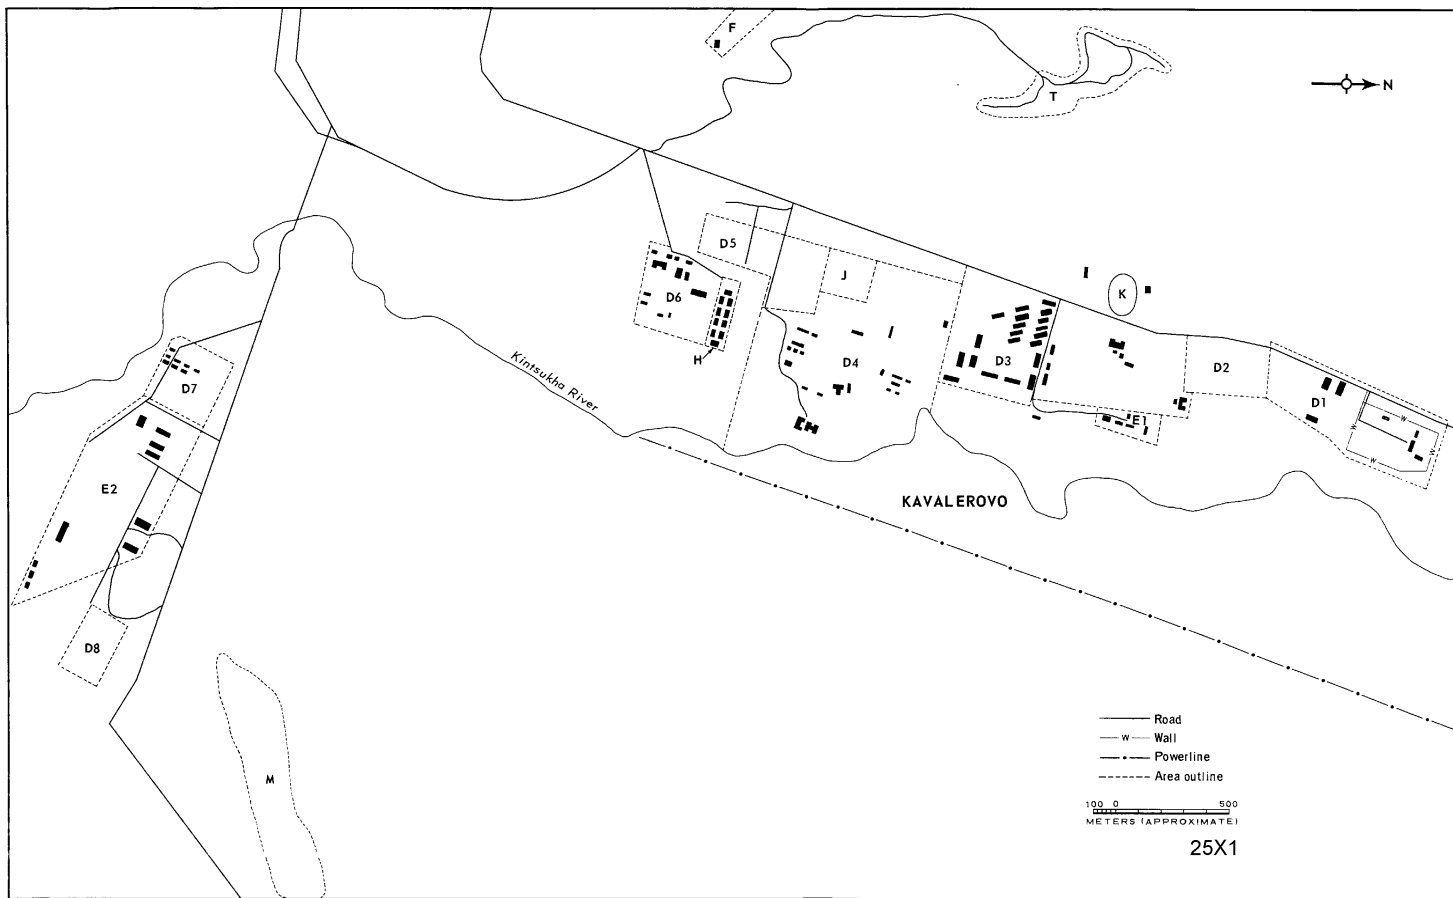 F
T
N
D5
J
D6
K
H
D4
D3
D2
D1
E1
W
W
W
W
D7
Kintsukha River
E2
KAVALEROVO
D8
M
Road
W Wall
Powerline
Area outline
100 0 500
METERS (APPROXIMATE)
25X1